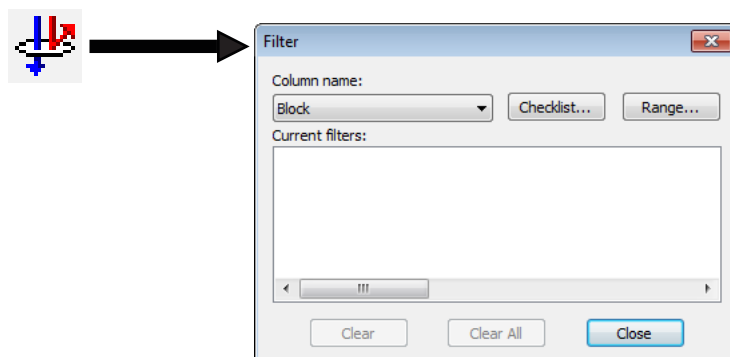 Filter
Column name:
Block Checklist... Range...
Current filters:
Clear Clear All Close